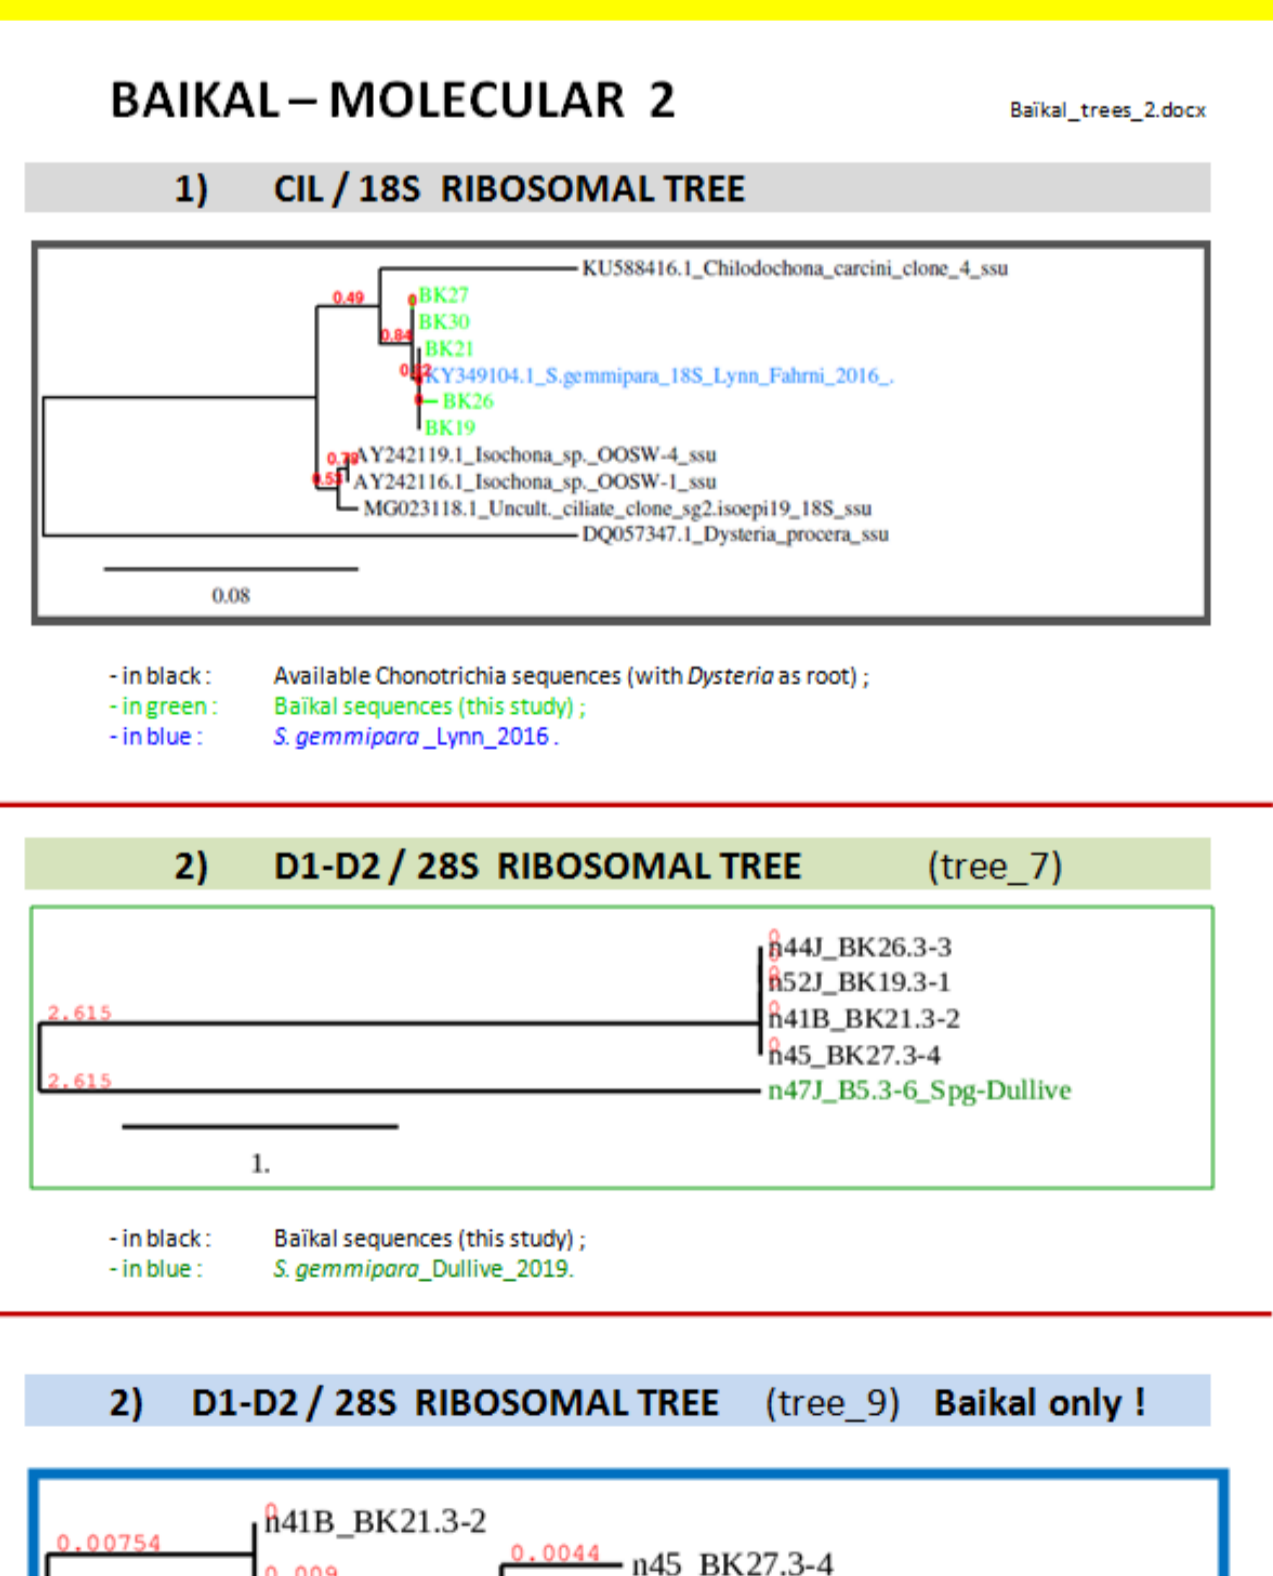 BAIKAL – MOLECULAR 2
Baïkal_trees_2.docx
1) CIL / 18S RIBOSOMAL TREE
KU588416.1_Chilodochona_carcini_clone_4_ssu
0.49
0 BK27
BK30
0.84
BK21
KY349104.1_S.gemmipara_18S_Lynn_Fahrni_2016_.
BK26
BK19
AY242119.1_Isochona_sp._OOSW-4_ssu
AY242116.1_Isochona_sp._OOSW-1_ssu
MG023118.1_Uncult._ciliate_clone_sg2.isoepi19_18S_ssu
DQ057347.1_Dysteria_procera_ssu
0.08
- in black : Available Chonotrichia sequences (with Dysteria as root) ;
- in green : Baïkal sequences (this study) ;
- in blue : S. gemmipara _Lynn_2016 .
2) D1-D2 / 28S RIBOSOMAL TREE (tree_7)
n44J_BK26.3-3
n52J_BK19.3-1
2.615
n41B_BK21.3-2
n45_BK27.3-4
2.615
n47J_B5.3-6_Spg-Dullive
1.
- in black : Baïkal sequences (this study) ;
- in blue : S. gemmipara_Dullive_2019.
2) D1-D2 / 28S RIBOSOMAL TREE (tree_9) Baikal only !
n41B_BK21.3-2
0.00754
0.0044 n45_BK27.3-4
0.009